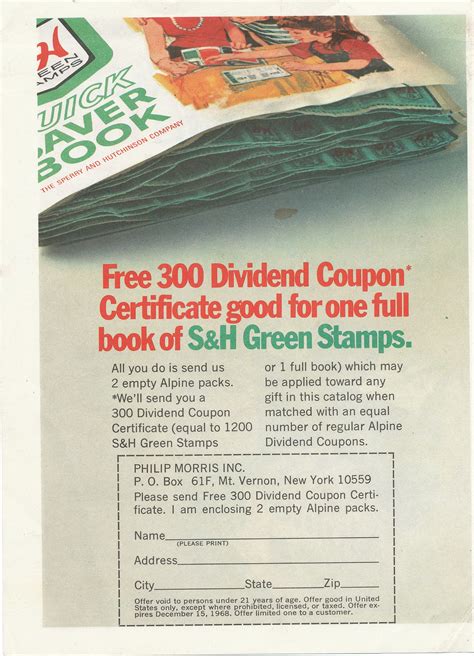 H
REEN
AMPS
UICK
AVER
BOOK
THE SPERRY AND HUTCHINSON COMPANY
Free 300 Dividend Coupon*
Certificate good for one full
book of S&H Green Stamps.
All you do is send us
2 empty Alpine packs.
*We'll send you a
300 Dividend Coupon
Certificate (equal to 1200
S&H Green Stamps
or 1 full book) which may
be applied toward any
gift in this catalog when
matched with an equal
number of regular Alpine
Dividend Coupons.
PHILIP MORRIS INC.
P. O. Box 61F, Mt. Vernon, New York 10559
Please send Free 300 Dividend Coupon Certi-
ficate. I am enclosing 2 empty Alpine packs.
Name
(PLEASE PRINT)
Address
City State Zip
Offer void to persons under 21 years of age. Offer good in United
States only, except where prohibited, licensed, or taxed. Offer ex-
pires December 15, 1968. Offer limited to one a customer.